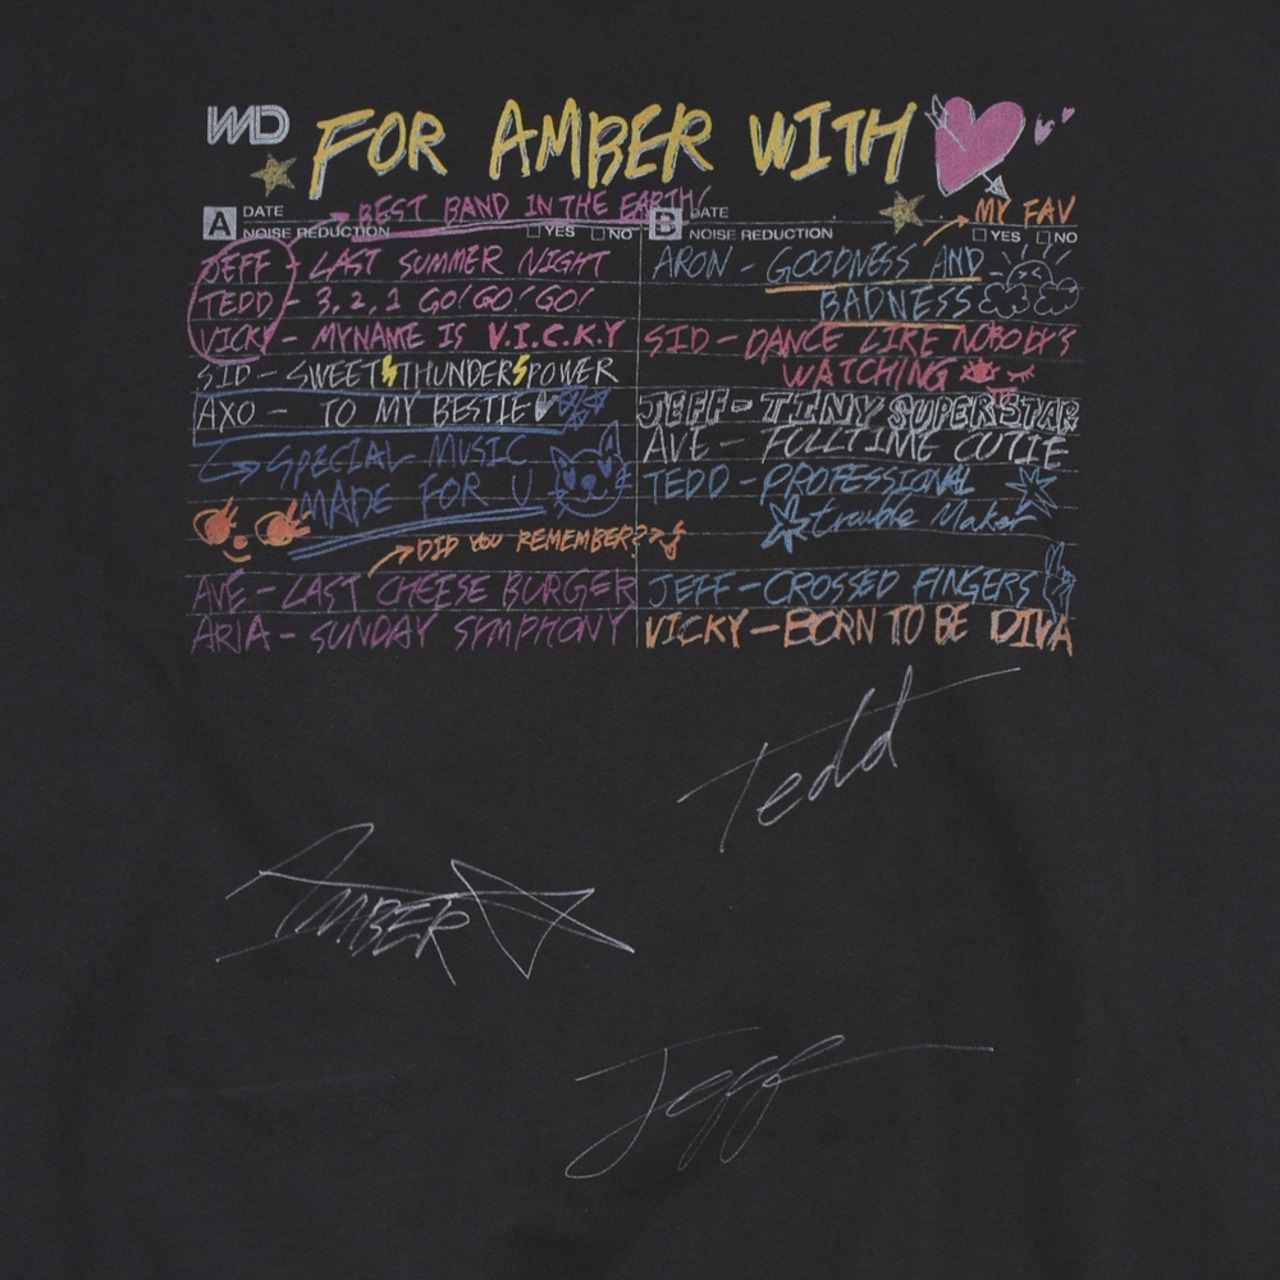 WD FOR AMBER WITH
BEST BAND IN THE EARTH!
A DATE
NOISE REDUCTION YES NO
JEFF - LAST SUMMER NIGHT
TEDD - 3, 2, 1 GO! GO! GO!
VICKY - MY NAME IS V.I.C.K.Y
SID - SWEET THUNDER POWER
AXO - TO MY BESTIE
SPECIAL MUSIC
MADE FOR U
DID YOU REMEMBER?
AVE - LAST CHEESE BURGER
ARIA - SUNDAY SYMPHONY
B DATE
MY FAV
NOISE REDUCTION YES NO
ARON - GOODNESS AND
BADNESS
SID - DANCE LIKE NOBODY'S
WATCHING
JEFF - TINY SUPER STAR
AVE - FULLTIME CUTIE
TEDD - PROFESSIONAL
trouble Maker
JEFF - CROSSED FINGERS
VICKY - BORN TO BE DIVA
Tedd
AMBER
Jeff